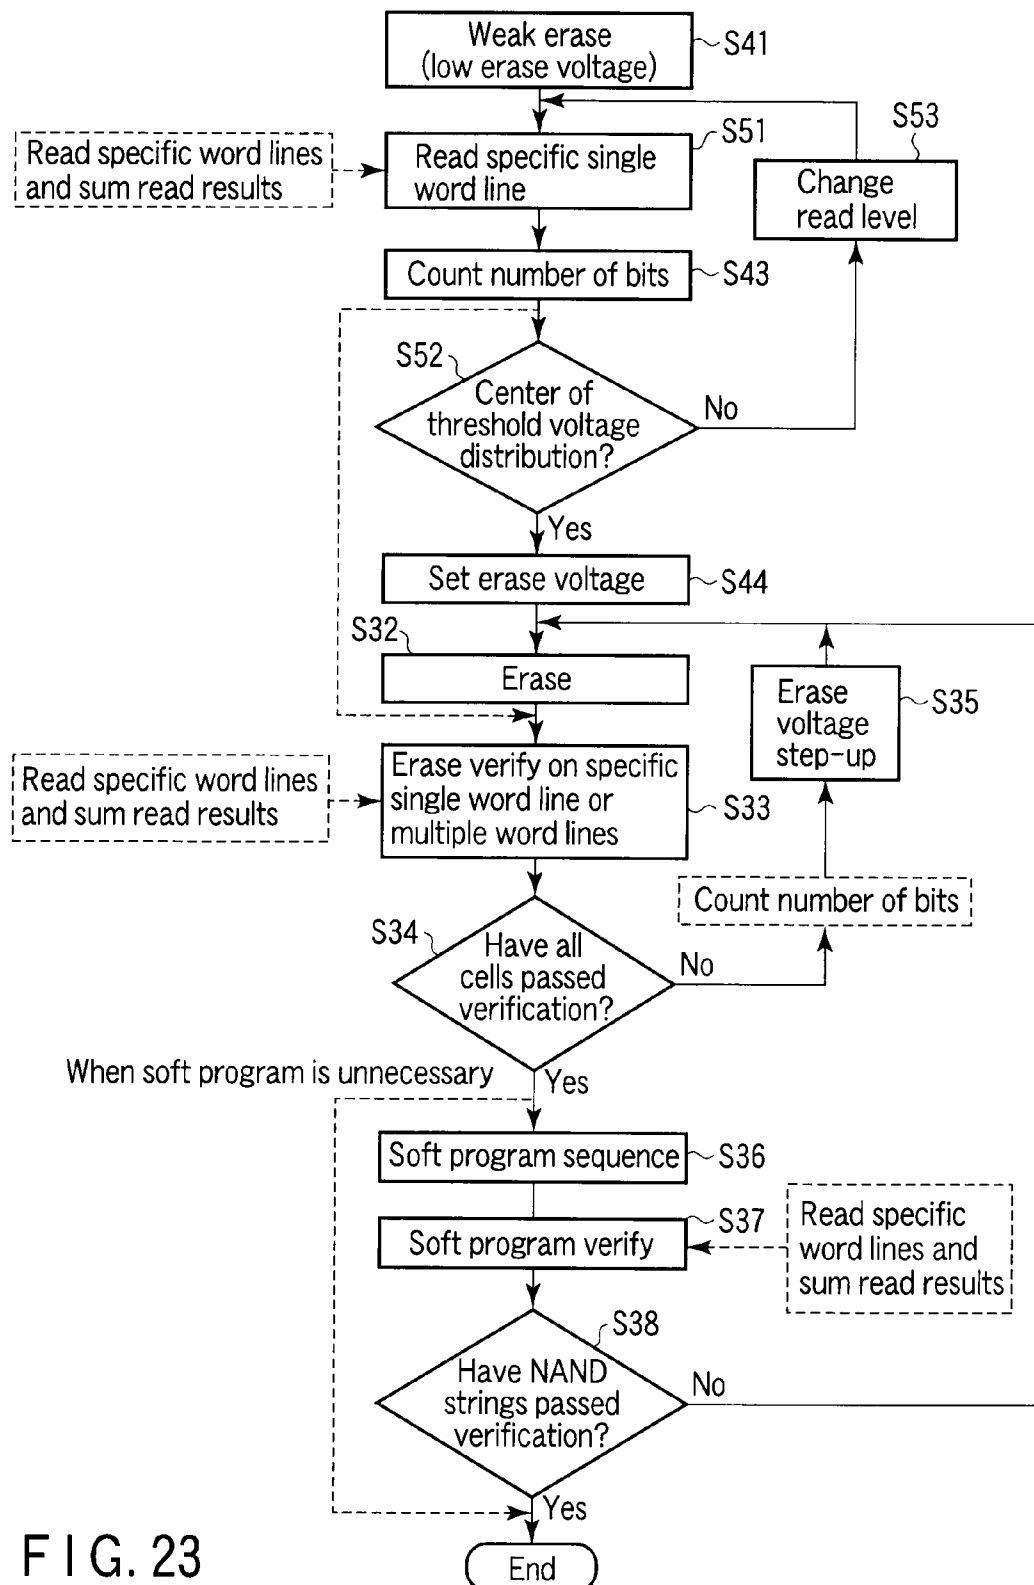 Weak erase
(low erase voltage)
S41
S53
S51
Read specific word lines
and sum read results
Read specific single
word line
Change
read level
Count number of bits
S43
S52
Center of
threshold voltage
distribution?
No
Yes
Set erase voltage
S44
S32
Erase
Erase
voltage
step-up
S35
Read specific word lines
and sum read results
Erase verify on specific
single word line or
multiple word lines
S33
Count number of bits
S34
Have all
cells passed
verification?
No
When soft program is unnecessary
Yes
Soft program sequence
S36
S37
Soft program verify
Read specific
word lines and
sum read results
S38
Have NAND
strings passed
verification?
No
Yes
End
FIG. 23